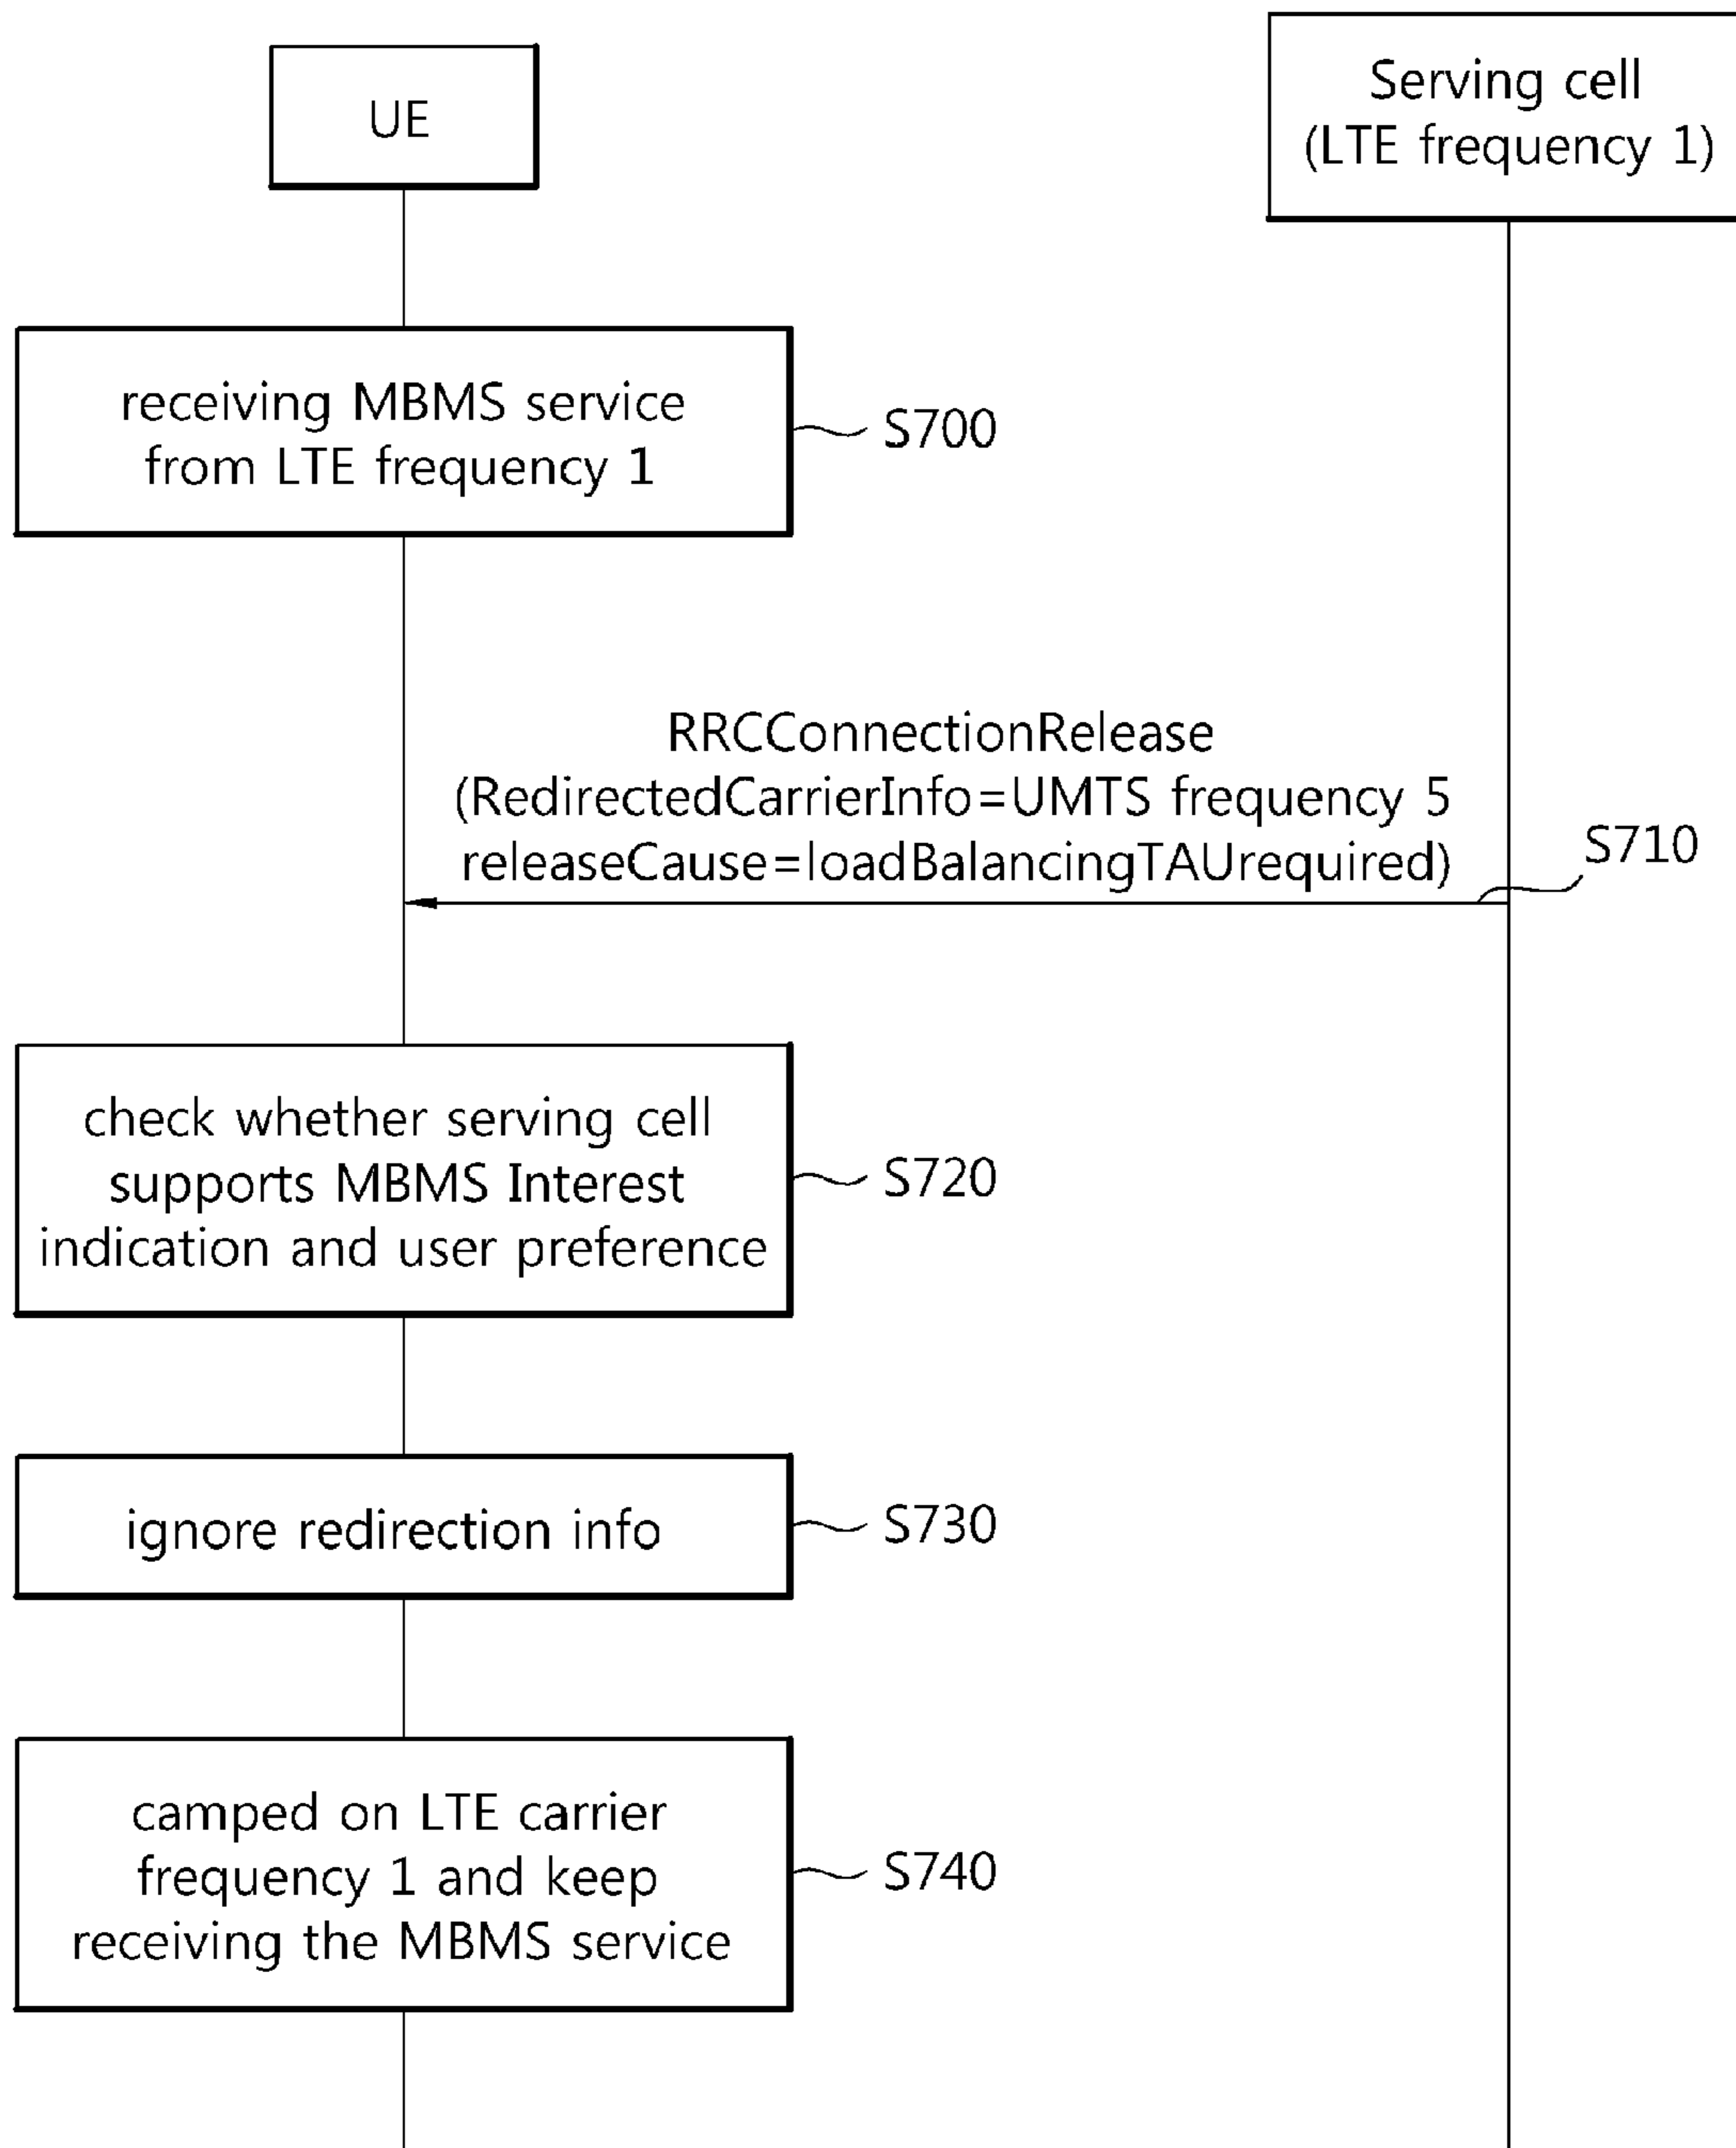 UE
Serving cell
(LTE frequency 1)
receiving MBMS service
from LTE frequency 1
S700
RRCConnectionRelease
(RedirectedCarrierInfo=UMTS frequency 5
releaseCause=loadBalancingTAUrequired)
S710
check whether serving cell
supports MBMS Interest
indication and user preference
S720
ignore redirection info
S730
camped on LTE carrier
frequency 1 and keep
receiving the MBMS service
S740